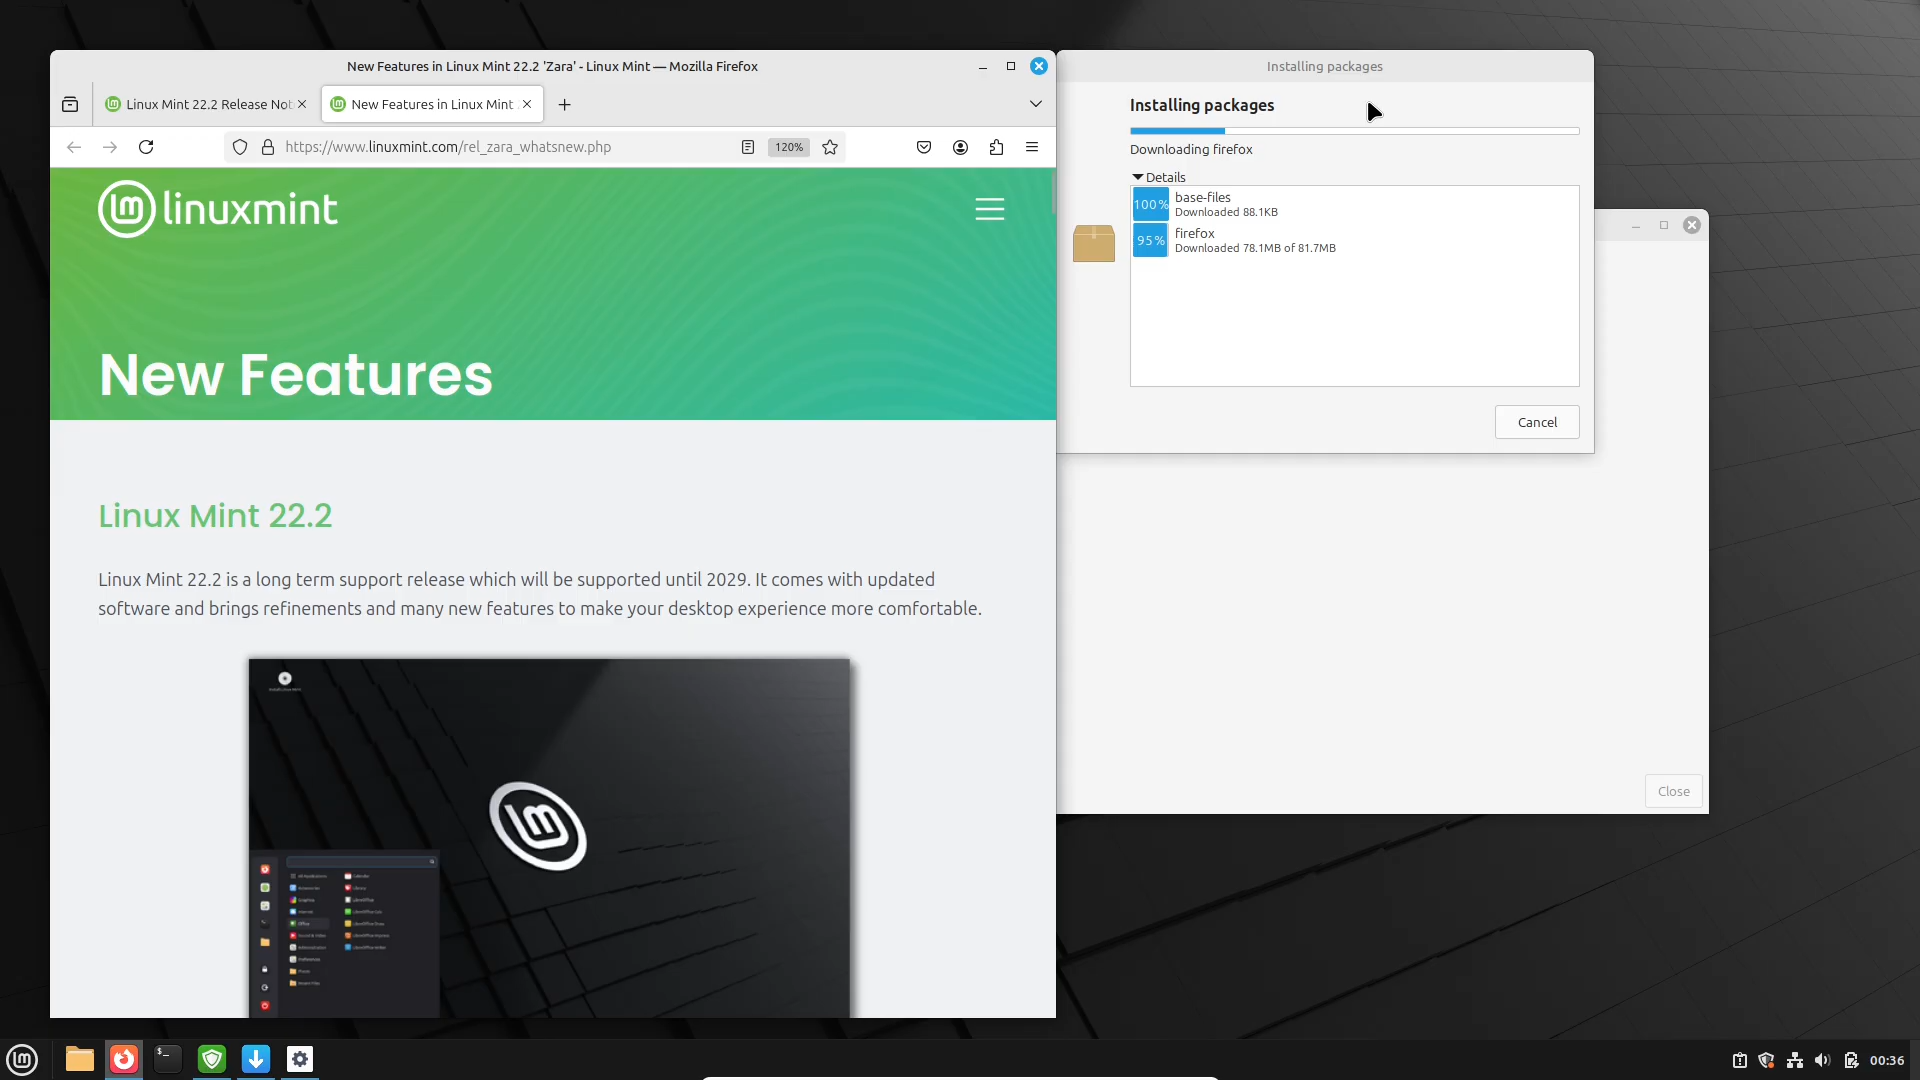 New Features in Linux Mint 22.2 'Zara' - Linux Mint — Mozilla Firefox
Linux Mint 22.2 Release Not
New Features in Linux Mint
https://www.linuxmint.com/rel_zara_whatsnew.php
120%
linuxmint
New Features
Linux Mint 22.2
Linux Mint 22.2 is a long term support release which will be supported until 2029. It comes with updated
software and brings refinements and many new features to make your desktop experience more comfortable.
Installing packages
Installing packages
Downloading firefox
Details
100%
base-files
Downloaded 88.1KB
95%
firefox
Downloaded 78.1MB of 81.7MB
Cancel
Close
00:36